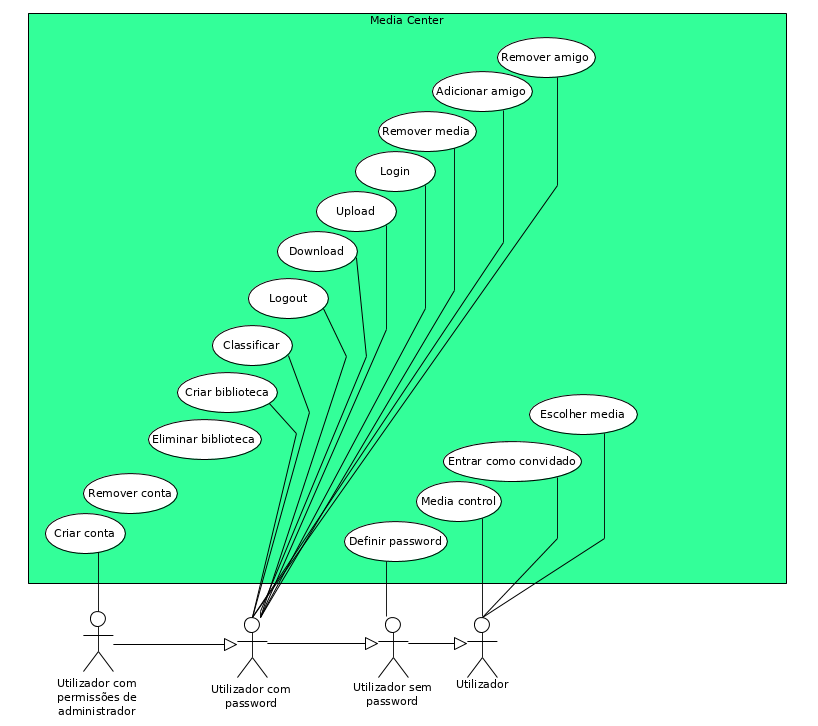 Media Center
Remover amigo
Adicionar amigo
Remover media
Login
Upload
Download
Logout
Classificar
Criar biblioteca
Escolher media
Eliminar biblioteca
Entrar como convidado
Remover conta
Media control
Criar conta
Definir password
Utilizador com
permissões de
administrador
Utilizador com
password
Utilizador sem
password
Utilizador